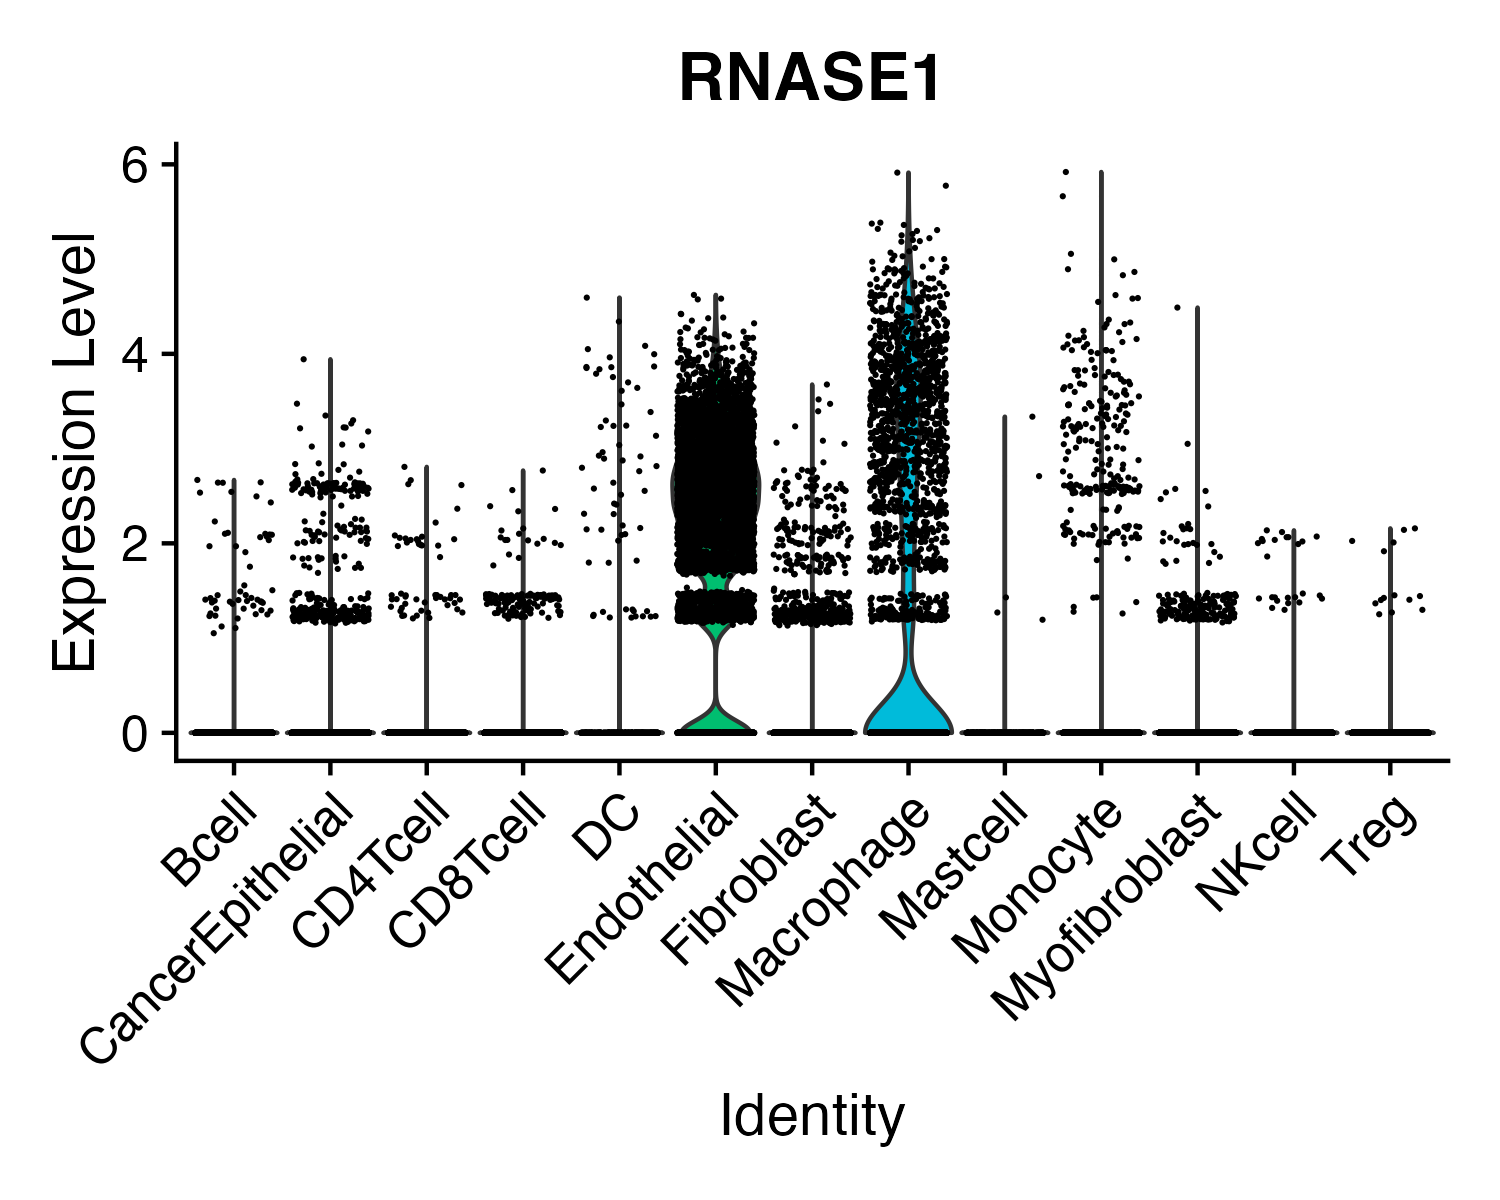 RNASE1
Expression Level
6
4
2
0
Bcell
CancerEpithelial
CD4Tcell
CD8Tcell
DC
Endothelial
Fibroblast
Macrophage
Mastcell
Monocyte
Myofibroblast
NKcell
Treg
Identity